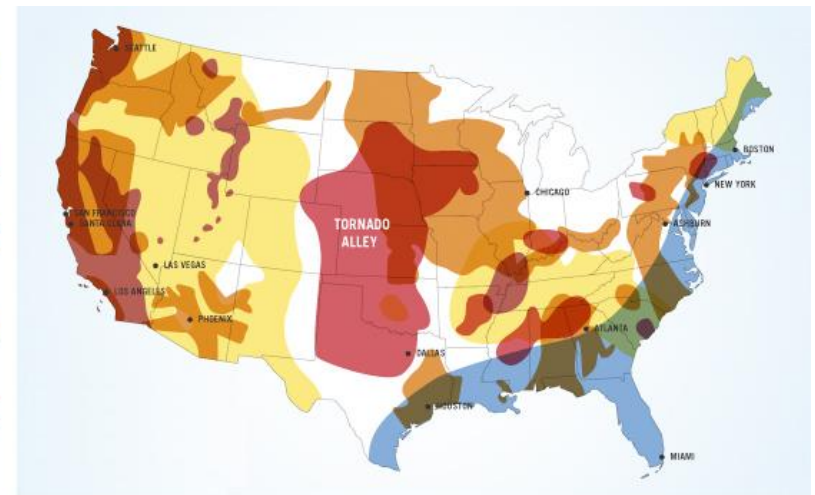 SEATTLE
BOSTON
NEW YORK
CHICAGO
SAN FRANCISCO
SANTA CLARA
TORNADO
ALLEY
ASHBURN
LAS VEGAS
LOS ANGELES
PHOENIX
ATLANTA
DALLAS
HOUSTON
MIAMI